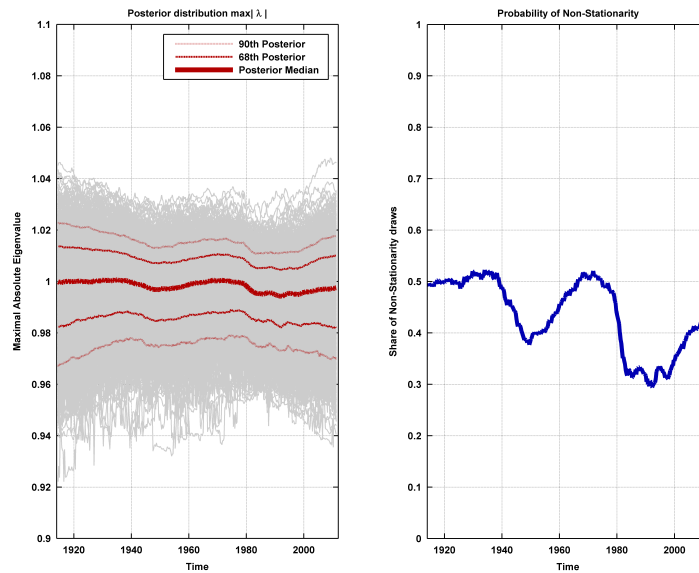 Posterior distribution max| λ |
90th Posterior
68th Posterior
Posterior Median
1.1
1.08
1.06
1.04
1.02
1
0.98
0.96
0.94
0.92
0.9
Maximal Absolute Eigenvalue
1920 1940 1960 1980 2000
Time
Probability of Non-Stationarity
1
0.9
0.8
0.7
0.6
0.5
0.4
0.3
0.2
0.1
0
Share of Non-Stationarity draws
1920 1940 1960 1980 2000
Time